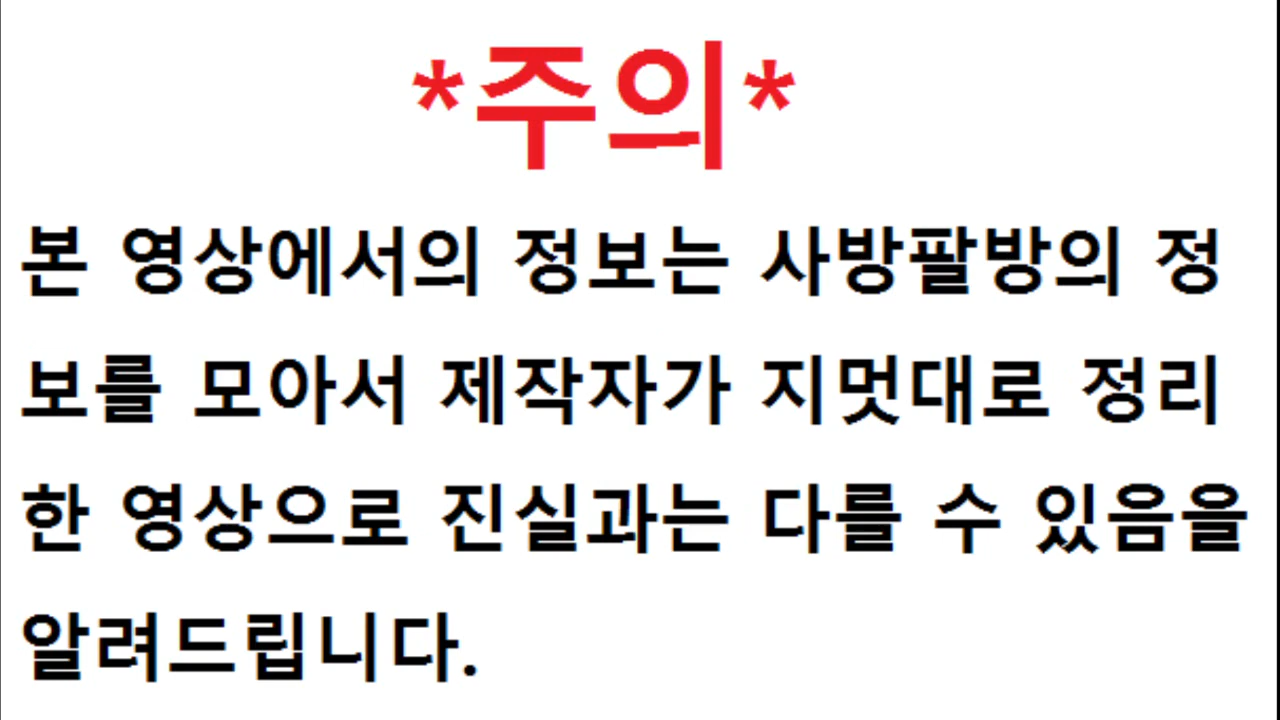 *주의*
본 영상에서의 정보는 사방팔방의 정
보를 모아서 제작자가 지멋대로 정리
한 영상으로 진실과는 다를 수 있음을
알려드립니다.